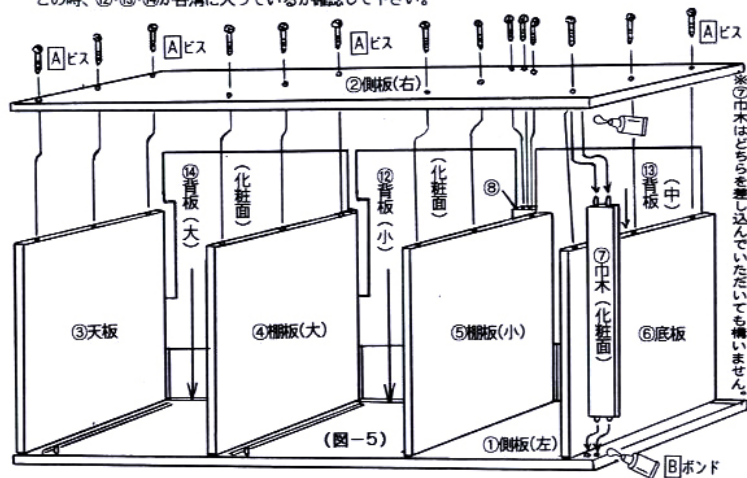 この時、⑫・⑬・⑭が各溝に入っているか確認して下さい。
Aビス
Aビス
Aビス
Aビス
②側板(右)
※⑦巾木はどちらを差し込んでいただいても構いません。
⑭背板(大)
(化粧面)
⑫背板(小)
(化粧面)
⑧
⑬背板(中)
③天板
④棚板(大)
⑤棚板(小)
⑦巾木(化粧面)
⑥底板
(図-5)
①側板(左)
Bボンド